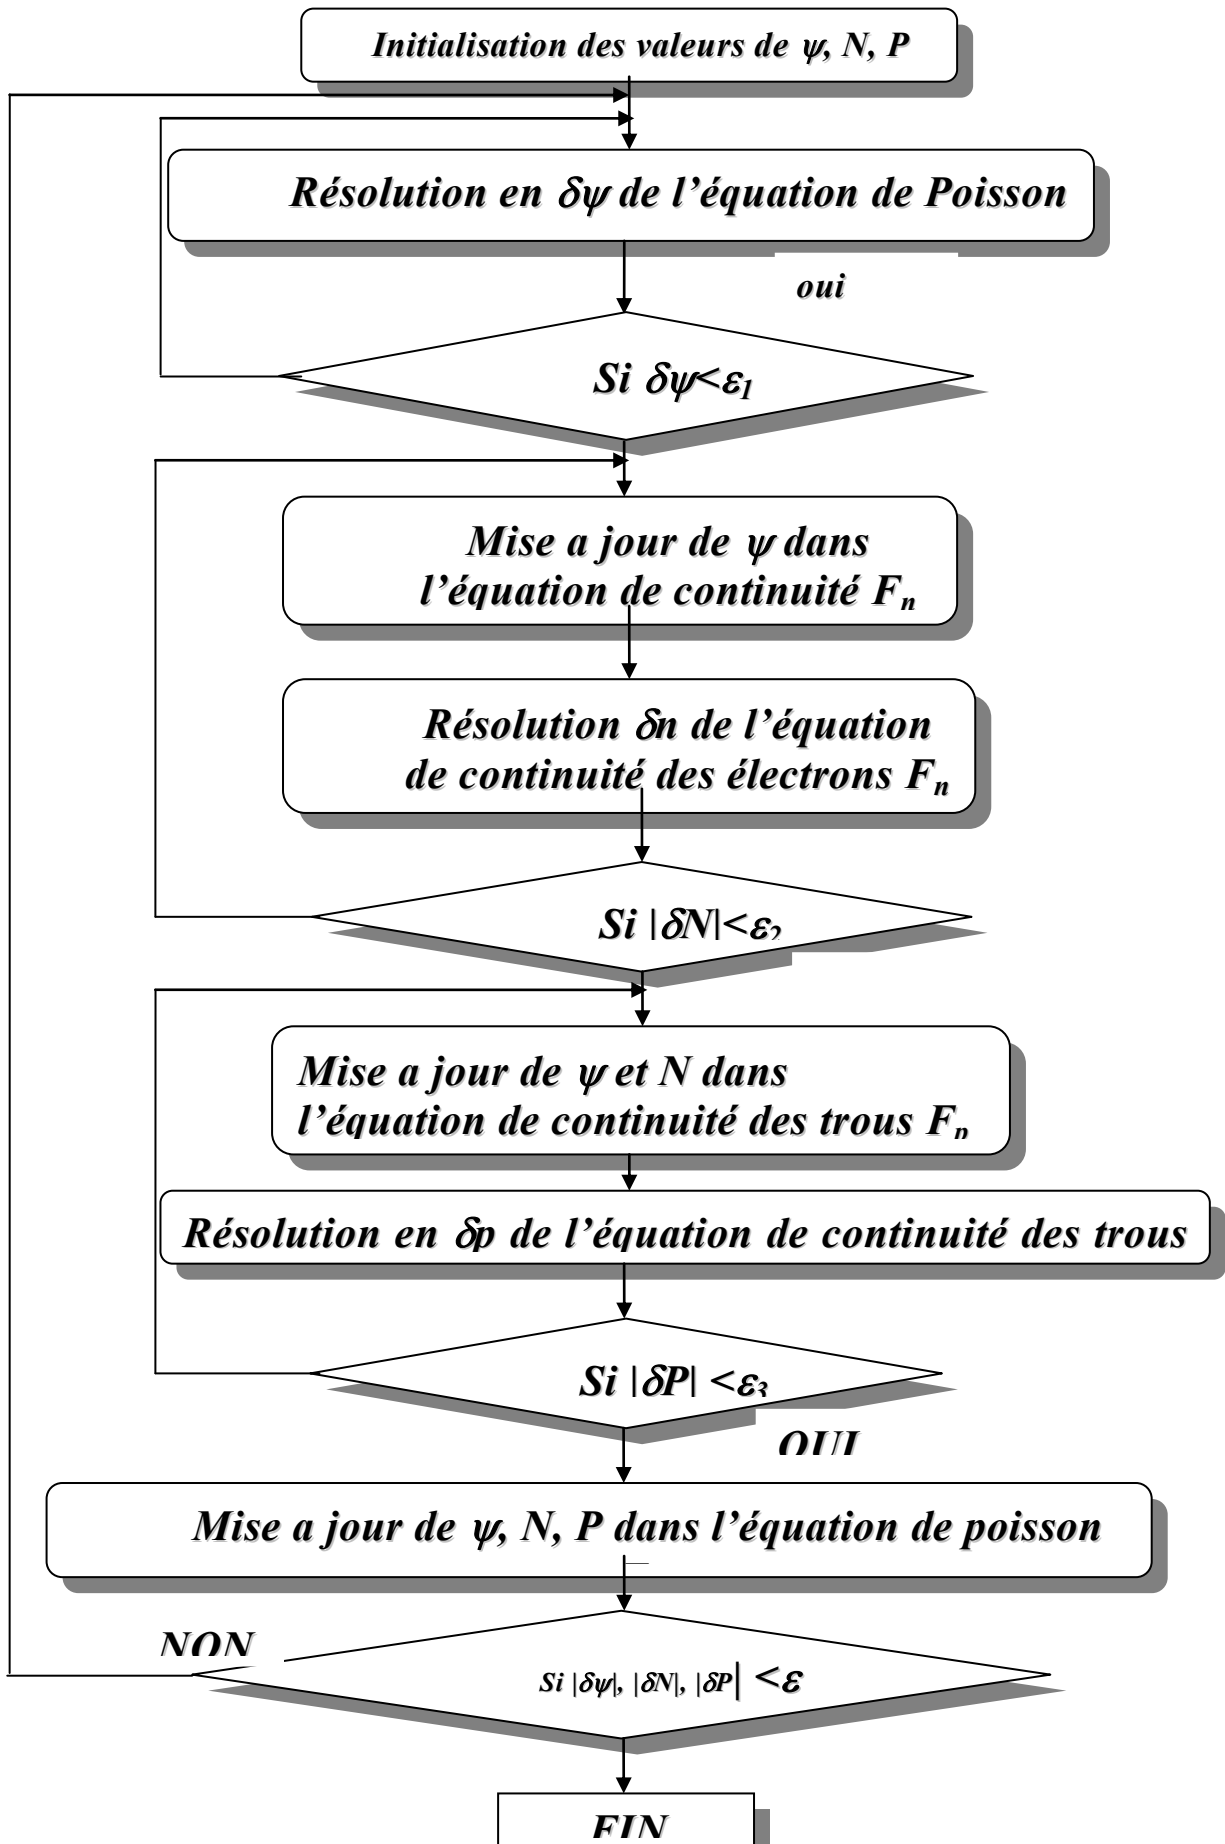 Initialisation des valeurs de ψ, N, P
Résolution en δψ de l’équation de Poisson
oui
Si δψ<ε1
Mise a jour de ψ dans
l’équation de continuité Fn
Résolution δn de l’équation
de continuité des électrons Fn
Si |δN|<ε2
Mise a jour de ψ et N dans
l’équation de continuité des trous Fp
Résolution en δp de l’équation de continuité des trous
Si |δP| <ε3
OUI
Mise a jour de ψ, N, P dans l’équation de poisson
NON
Si |δψ|, |δN|, |δP| <ε
FIN